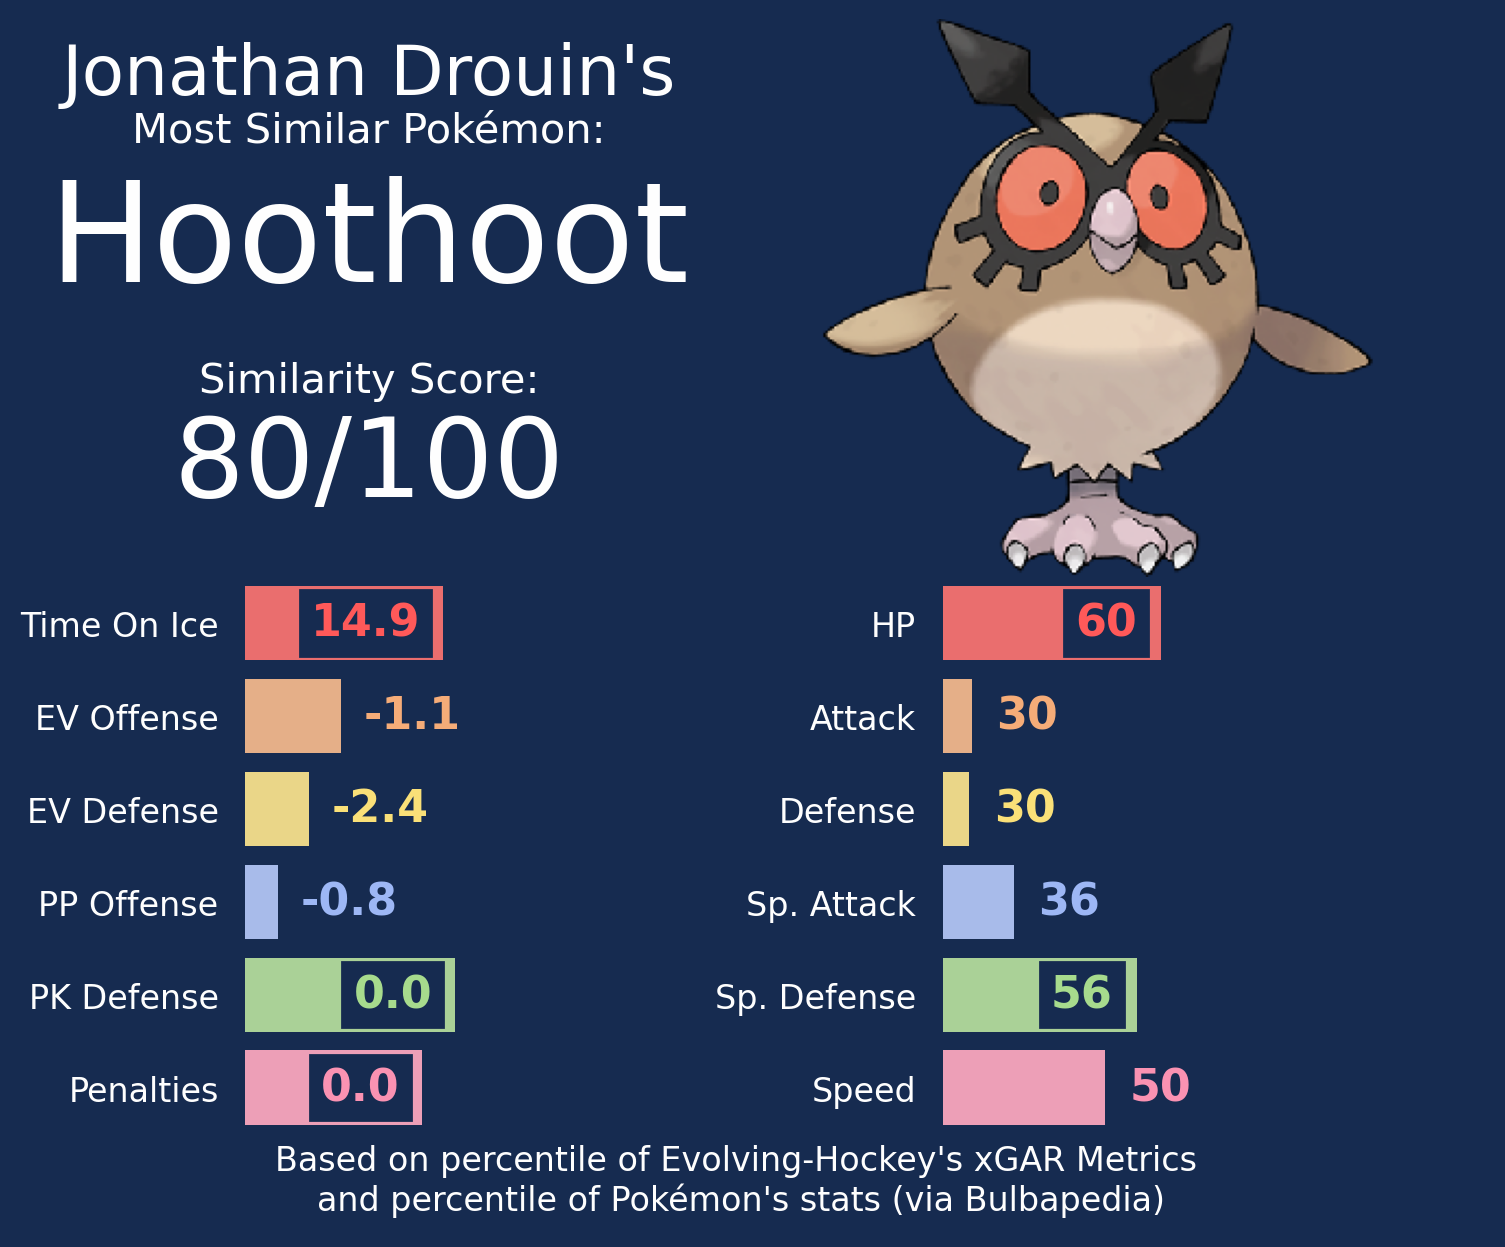 Jonathan Drouin's
Most Similar Pokémon:
Hoothoot
Similarity Score:
80/100
Time On Ice 14.9
EV Offense -1.1
EV Defense -2.4
PP Offense -0.8
PK Defense 0.0
Penalties 0.0
HP 60
Attack 30
Defense 30
Sp. Attack 36
Sp. Defense 56
Speed 50
Based on percentile of Evolving-Hockey's xGAR Metrics
and percentile of Pokémon's stats (via Bulbapedia)